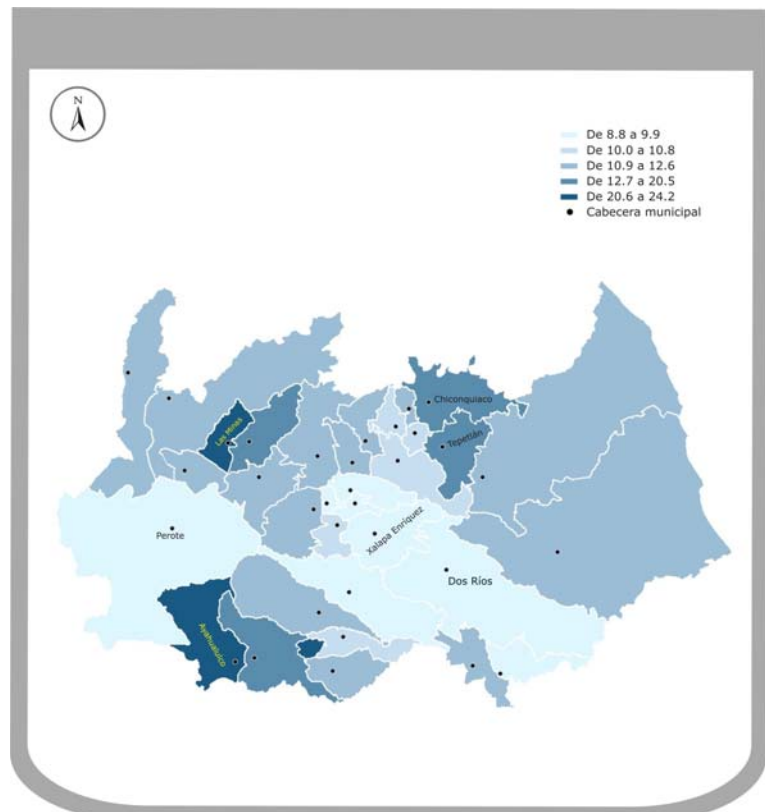 N
De 8.8 a 9.9
De 10.0 a 10.8
De 10.9 a 12.6
De 12.7 a 20.5
De 20.6 a 24.2
Cabecera municipal
Chiconquiaco
Las Minas
Tepetlán
Xalapa Enríquez
Perote
Dos Ríos
Ayahualulco